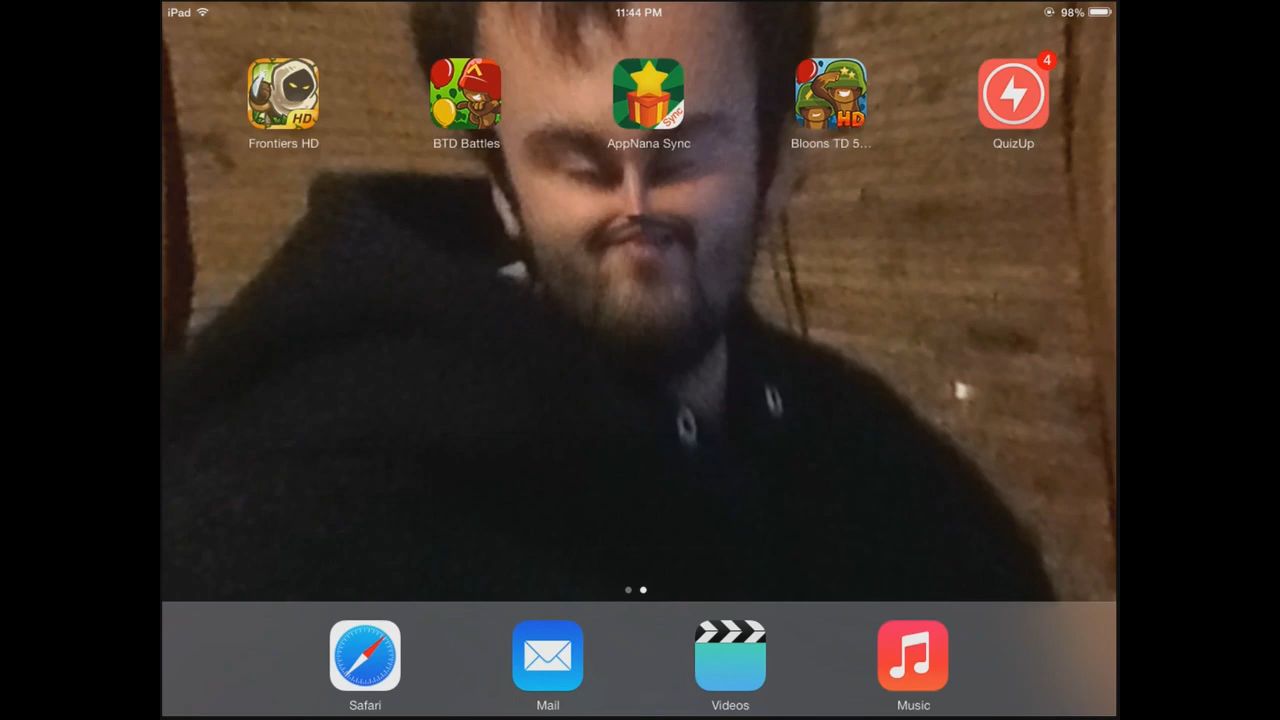 iPad 11:44 PM 98%
4
HD Sync HD
Frontiers HD BTD Battles AppNana Sync Bloons TD 5... QuizUp
Safari Mail Videos Music